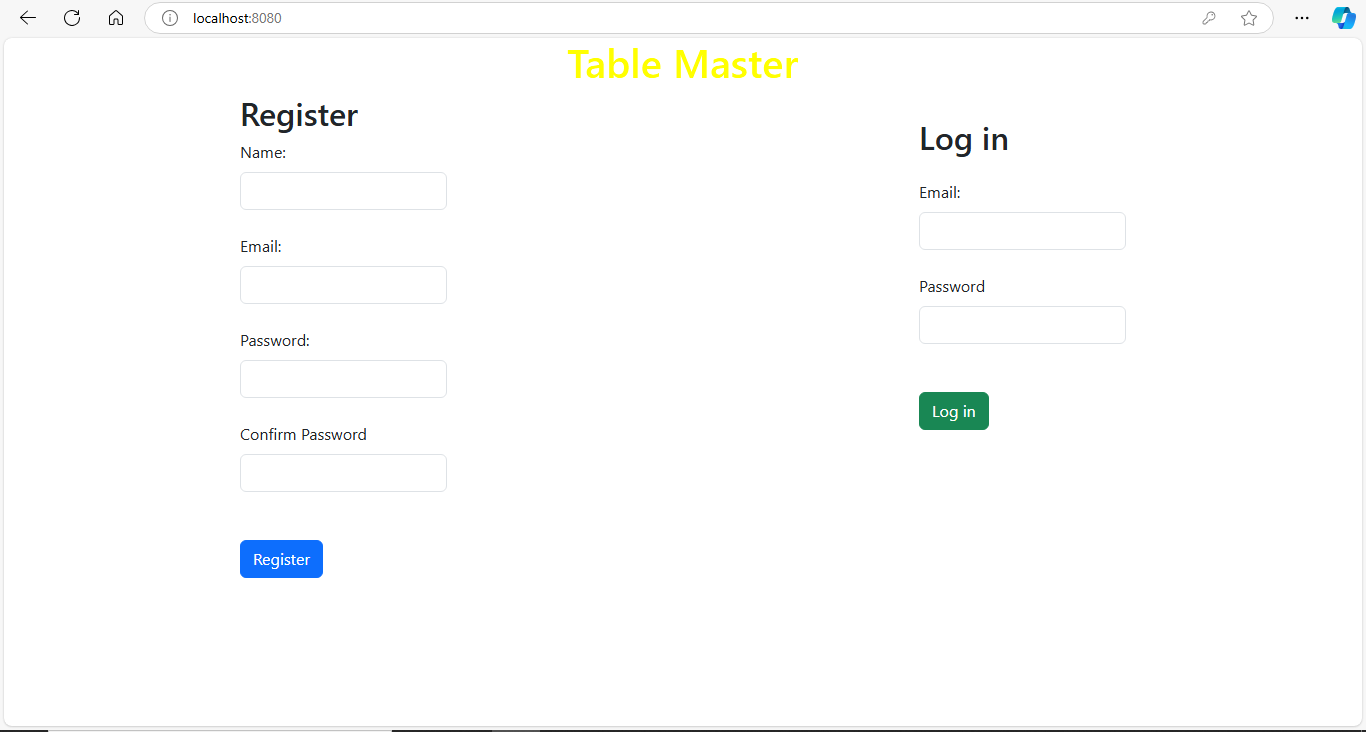 localhost:8080
Table Master
Register
Name:
Email:
Password:
Confirm Password
Register
Log in
Email:
Password
Log in